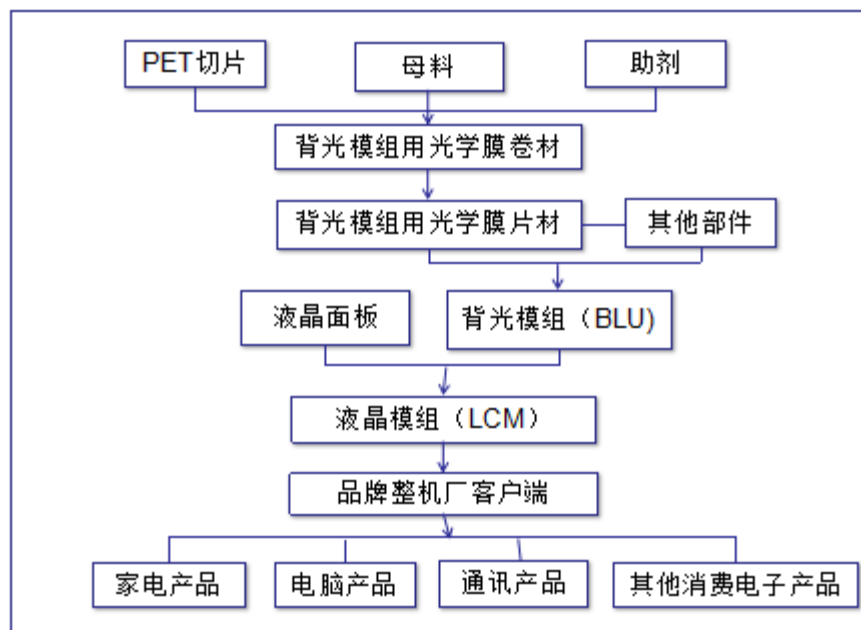 PET切片
母料
助剂
背光模组用光学膜卷材
背光模组用光学膜片材
其他部件
液晶面板
背光模组（BLU)
液晶模组（LCM）
品牌整机厂客户端
家电产品
电脑产品
通讯产品
其他消费电子产品